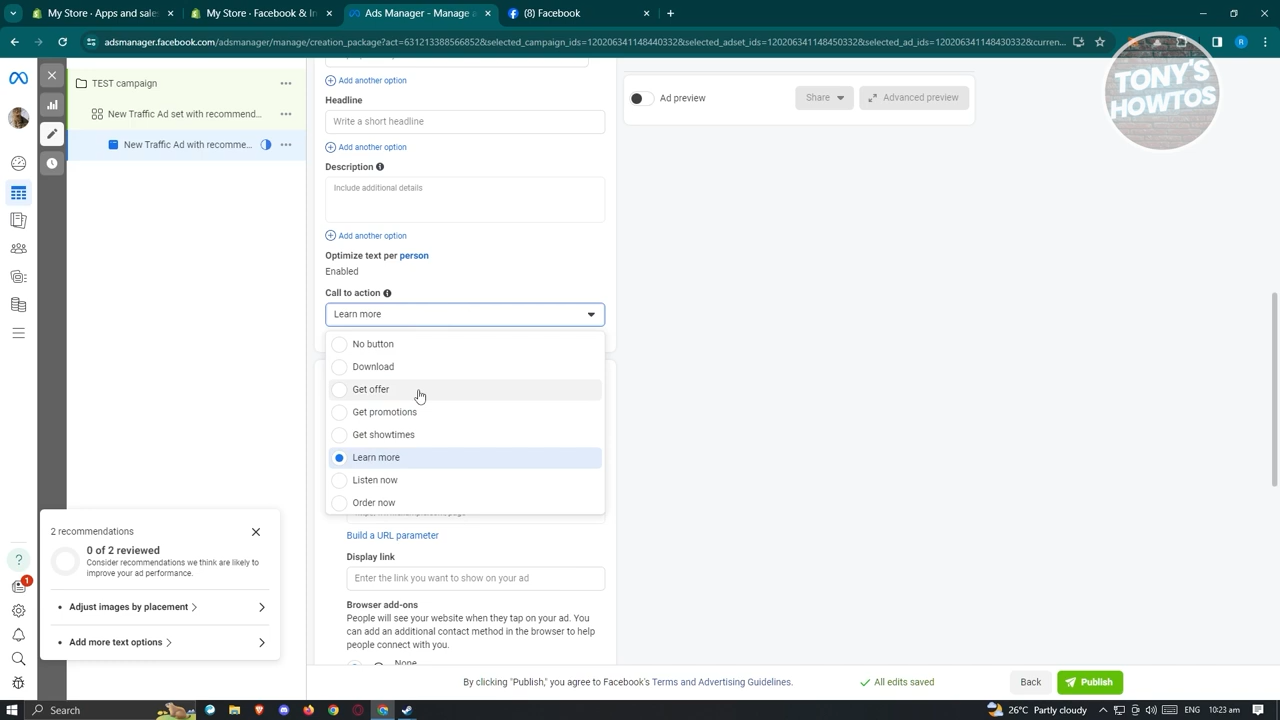 My Store · Apps and sales
My Store · Facebook & In
Ads Manager - Manage a
(8) Facebook
adsmanager.facebook.com/adsmanager/manage/creation_package?act=6312133885668528&selected_campaign_ids=120206341148440332&selected_adset_ids=120206341148450332&selected_ad_ids=120206341148430332&curren...
TONY'S
HOWTOS
TEST campaign
New Traffic Ad set with recommend...
New Traffic Ad with recomme...
Add another option
Headline
Write a short headline
Add another option
Description
Include additional details
Add another option
Optimize text per person
Enabled
Call to action
Learn more
No button
Download
Get offer
Get promotions
Get showtimes
Learn more
Listen now
Order now
Build a URL parameter
Display link
Enter the link you want to show on your ad
Browser add-ons
People will see your website when they tap on your ad. You
can add an additional contact method in the browser to help
people connect with you.
None
Ad preview
Share
Advanced preview
2 recommendations
0 of 2 reviewed
Consider recommendations we think are likely to
improve your ad performance.
Adjust images by placement
Add more text options
1
By clicking "Publish," you agree to Facebook's Terms and Advertising Guidelines.
All edits saved
Back
Publish
Search
26°C Partly cloudy
ENG
10:23 am